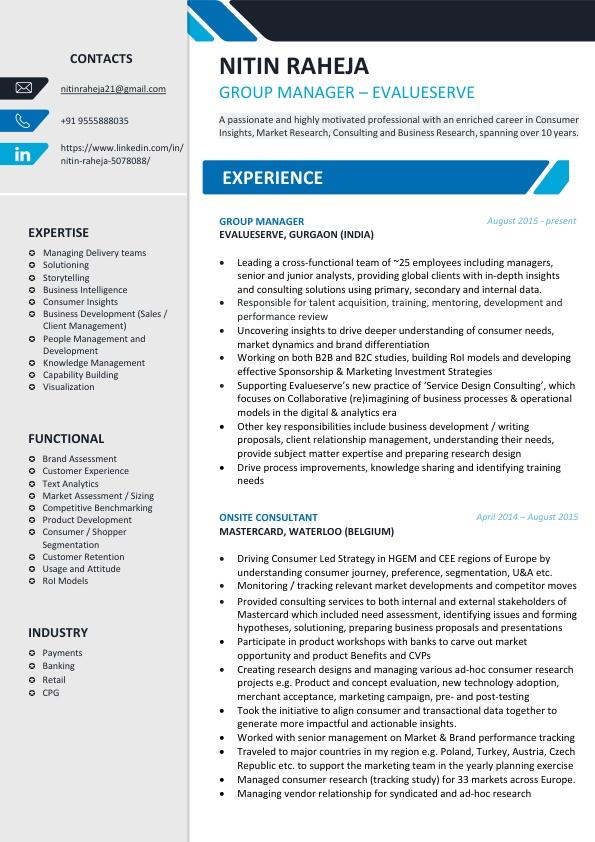 CONTACTS
nitinraheja21@gmail.com
+91 9555888035
https://www.linkedin.com/in/
nitin-raheja-5078088/
EXPERTISE
Managing Delivery teams
Solutioning
Storytelling
Business Intelligence
Consumer Insights
Business Development (Sales /
Client Management)
People Management and
Development
Knowledge Management
Capability Building
Visualization
FUNCTIONAL
Brand Assessment
Customer Experience
Text Analytics
Market Assessment / Sizing
Competitive Benchmarking
Product Development
Consumer / Shopper
Segmentation
Customer Retention
Usage and Attitude
RoI Models
INDUSTRY
Payments
Banking
Retail
CPG
NITIN RAHEJA
GROUP MANAGER – EVALUESERVE
A passionate and highly motivated professional with an enriched career in Consumer
Insights, Market Research, Consulting and Business Research, spanning over 10 years.
EXPERIENCE
GROUP MANAGER August 2015 - present
EVALUESERVE, GURGAON (INDIA)
• Leading a cross-functional team of ~25 employees including managers,
senior and junior analysts, providing global clients with in-depth insights
and consulting solutions using primary, secondary and internal data.
• Responsible for talent acquisition, training, mentoring, development and
performance review
• Uncovering insights to drive deeper understanding of consumer needs,
market dynamics and brand differentiation
• Working on both B2B and B2C studies, building RoI models and developing
effective Sponsorship & Marketing Investment Strategies
• Supporting Evalueserve's new practice of 'Service Design Consulting', which
focuses on Collaborative (re)imagining of business processes & operational
models in the digital & analytics era
• Other key responsibilities include business development / writing
proposals, client relationship management, understanding their needs,
provide subject matter expertise and preparing research design
• Drive process improvements, knowledge sharing and identifying training
needs
ONSITE CONSULTANT April 2014 – August 2015
MASTERCARD, WATERLOO (BELGIUM)
• Driving Consumer Led Strategy in HGEM and CEE regions of Europe by
understanding consumer journey, preference, segmentation, U&A etc.
• Monitoring / tracking relevant market developments and competitor moves
• Provided consulting services to both internal and external stakeholders of
Mastercard which included need assessment, identifying issues and forming
hypotheses, solutioning, preparing business proposals and presentations
• Participate in product workshops with banks to carve out market
opportunity and product Benefits and CVPs
• Creating research designs and managing various ad-hoc consumer research
projects e.g. Product and concept evaluation, new technology adoption,
merchant acceptance, marketing campaign, pre- and post-testing
• Took the initiative to align consumer and transactional data together to
generate more impactful and actionable insights.
• Worked with senior management on Market & Brand performance tracking
• Traveled to major countries in my region e.g. Poland, Turkey, Austria, Czech
Republic etc. to support the marketing team in the yearly planning exercise
• Managed consumer research (tracking study) for 33 markets across Europe.
• Managing vendor relationship for syndicated and ad-hoc research